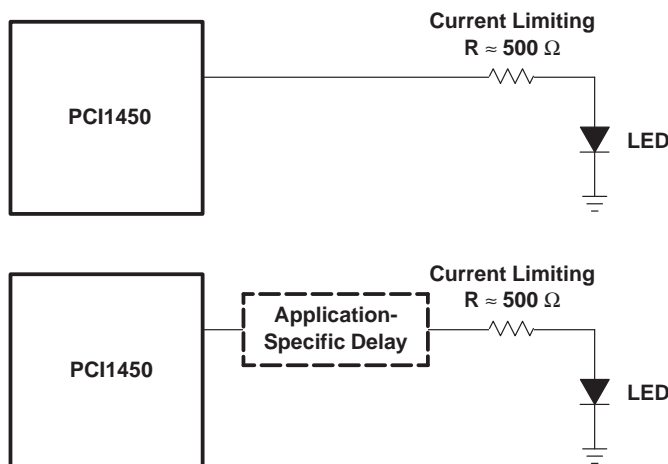 Current Limiting
R ≈ 500 Ω
PCI1450
LED
Current Limiting
R ≈ 500 Ω
Application-
Specific Delay
PCI1450
LED